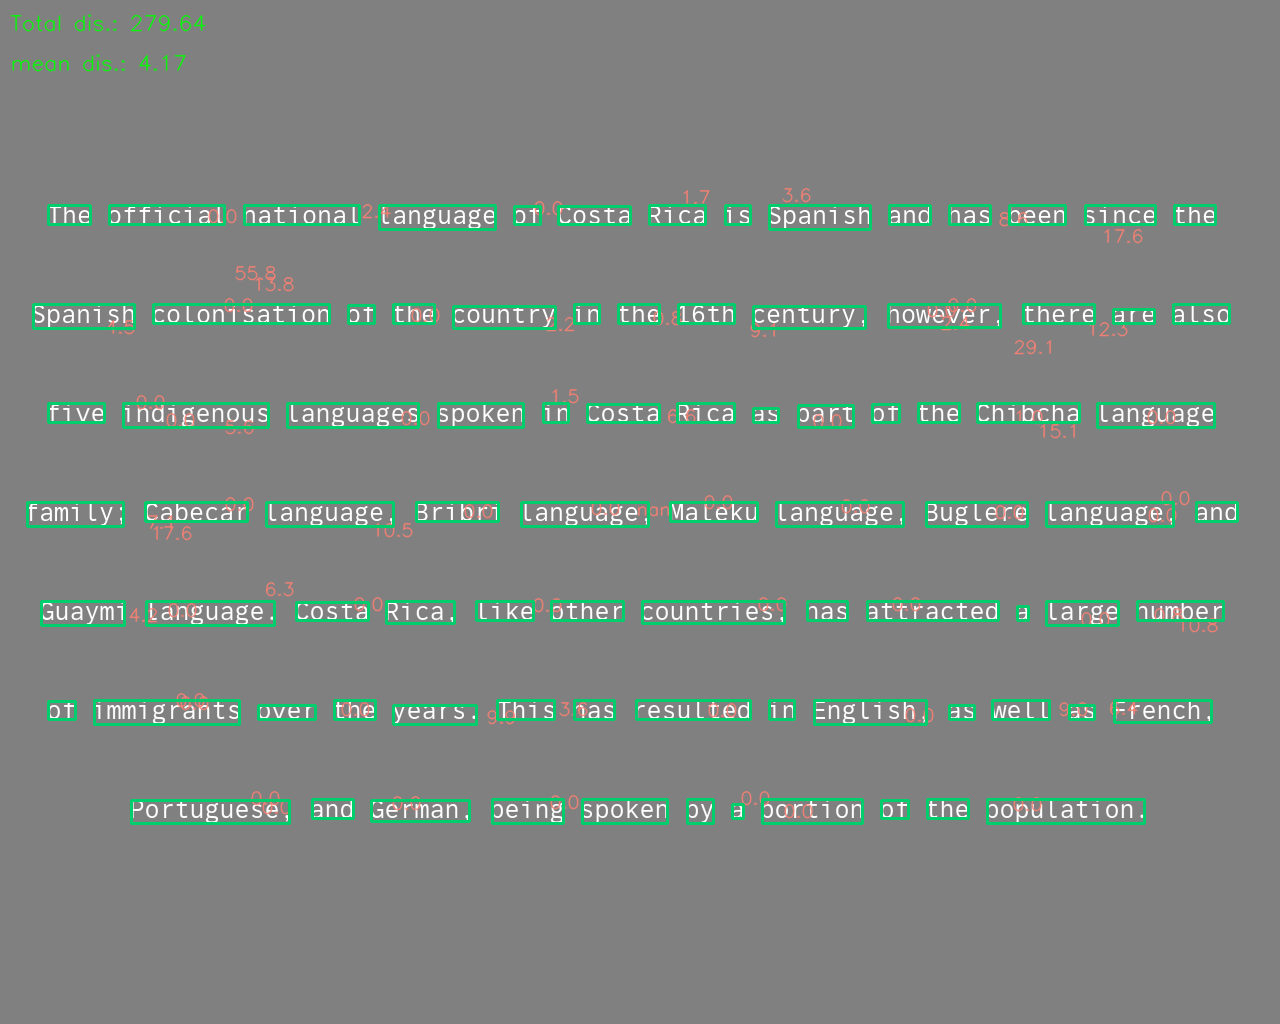 Total dis.: 279.64
mean dis.: 4.17
The official national language of Costa Rica is Spanish and has been since the
Spanish colonisation of the country in the 16th century, however, there are also
five indigenous languages spoken in Costa Rica as part of the Chibcha language
family; Cabecar language, Bribri language, Maleku language, Buglere language, and
Guaymi language. Costa Rica, like other countries, has attracted a large number
of immigrants over the years. This has resulted in English, as well as French,
Portuguese, and German, being spoken by a portion of the population.